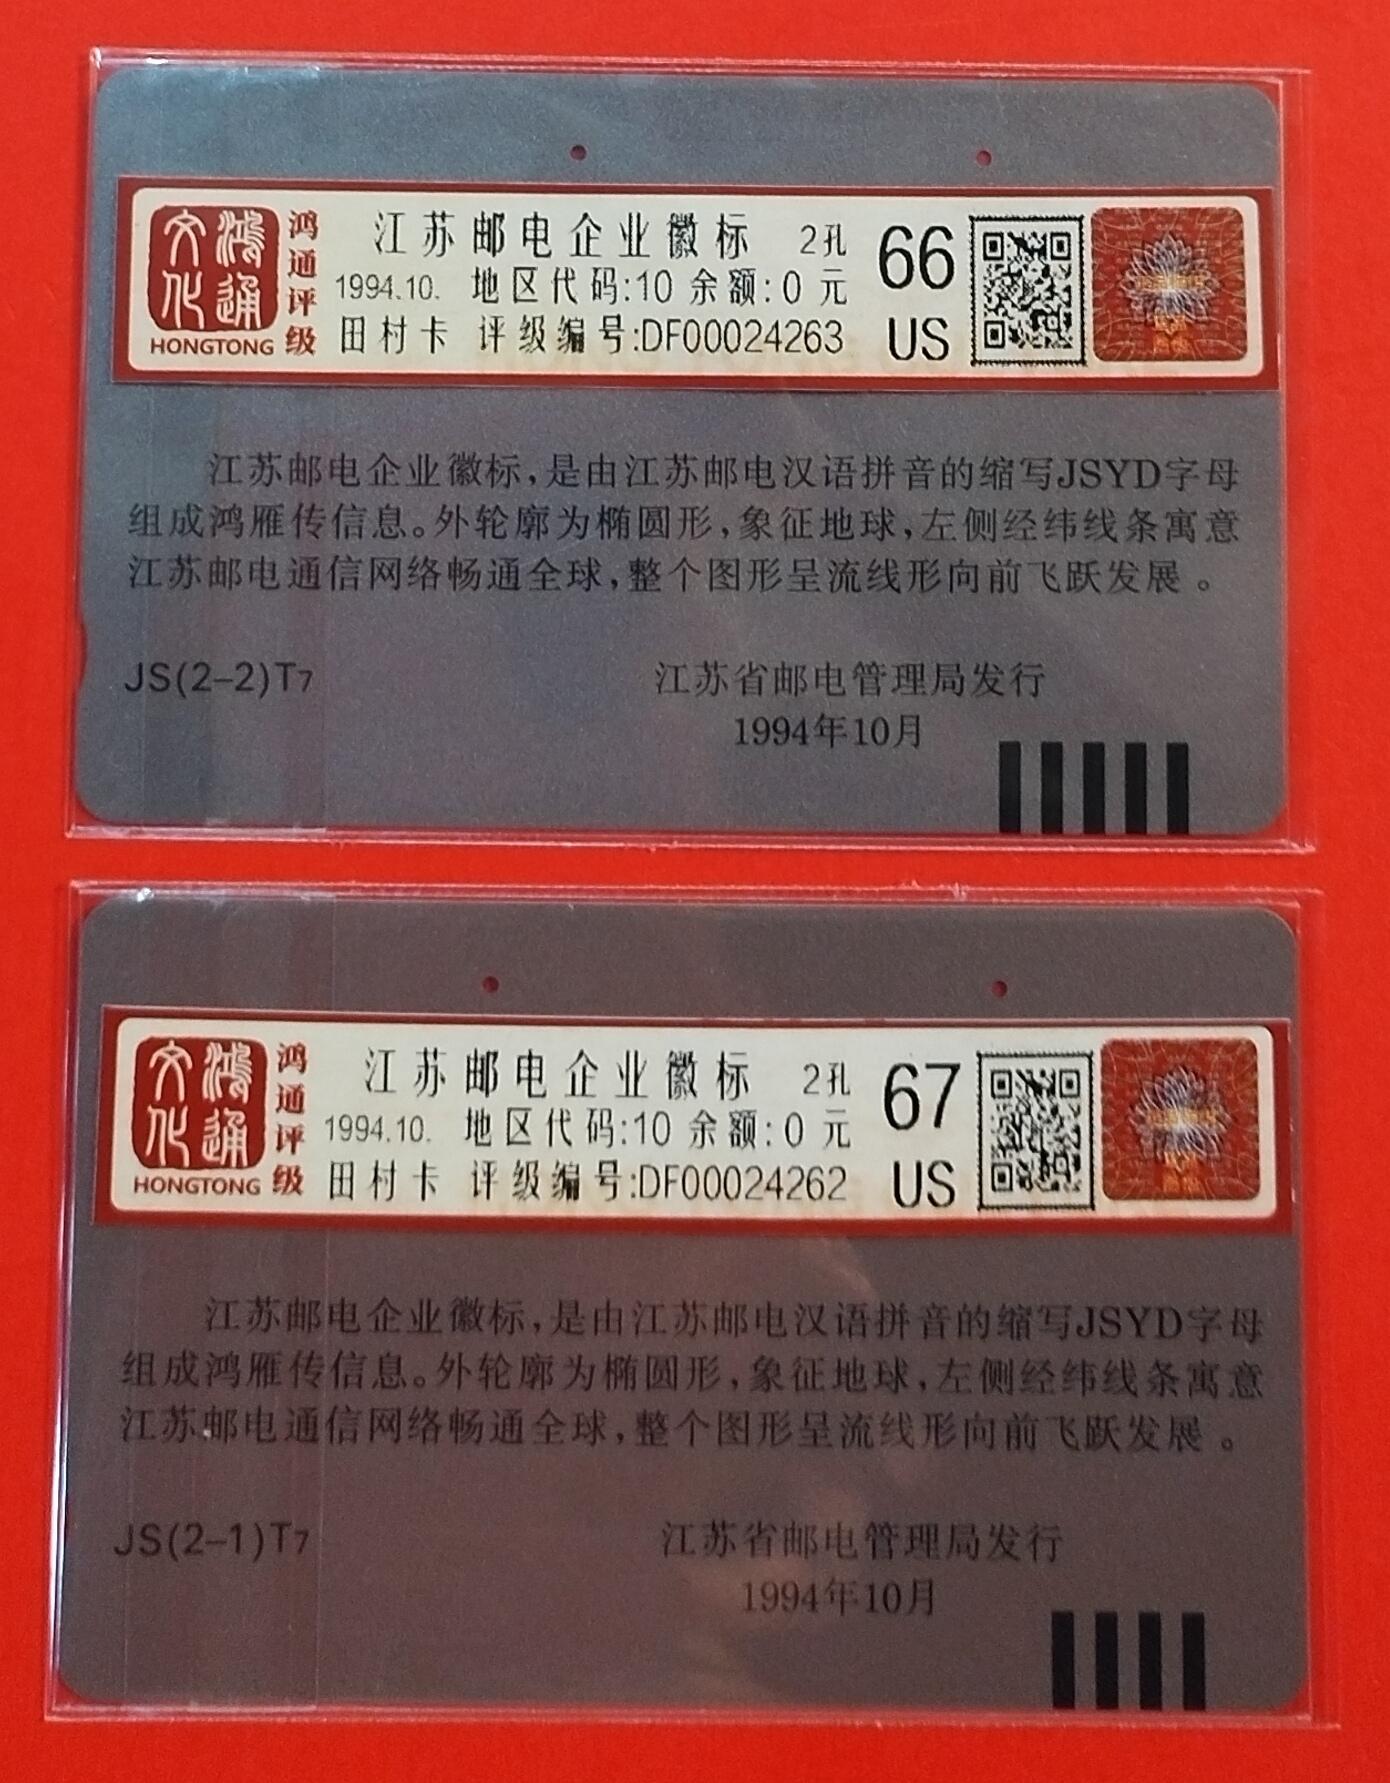 鸿通文化
HONGTONG
鸿通评级
江苏邮电企业徽标 2孔
1994.10. 地区代码:10 余额:0 元
田村卡 评级编号:DF00024263
66
US
江苏邮电企业徽标,是由江苏邮电汉语拼音的缩写JSYD字母
组成鸿雁传信息。外轮廓为椭圆形,象征地球,左侧经纬线条寓意
江苏邮电通信网络畅通全球,整个图形呈流线形向前飞跃发展。
JS(2–2)T7
江苏省邮电管理局发行
1994年10月
鸿通文化
HONGTONG
鸿通评级
江苏邮电企业徽标 2孔
1994.10. 地区代码:10 余额:0 元
田村卡 评级编号:DF00024262
67
US
江苏邮电企业徽标,是由江苏邮电汉语拼音的缩写JSYD字母
组成鸿雁传信息。外轮廓为椭圆形,象征地球,左侧经纬线条寓意
江苏邮电通信网络畅通全球,整个图形呈流线形向前飞跃发展。
JS(2–1)T7
江苏省邮电管理局发行
1994年10月